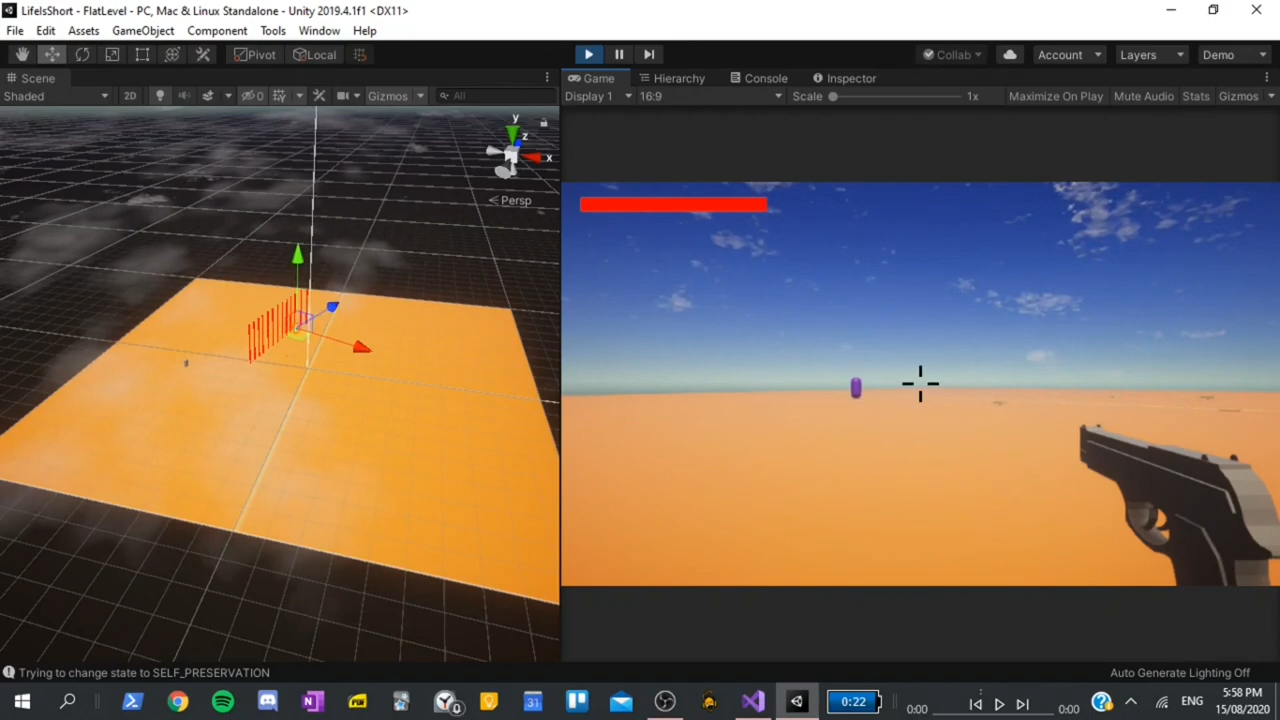 LifeIsShort - FlatLevel - PC, Mac & Linux Standalone - Unity 2019.4.1f1 <DX11>
File Edit Assets GameObject Component Tools Window Help
Pivot Local Collab Account Layers Demo
Scene Game Hierarchy Console Inspector
Shaded 2D 0 Gizmos All Display 1 16:9 Scale 1x Maximize On Play Mute Audio Stats Gizmos
y
z
x
Persp
Trying to change state to SELF_PRESERVATION Auto Generate Lighting Off
0:22 0:00 0:00 ENG 5:58 PM
15/08/2020